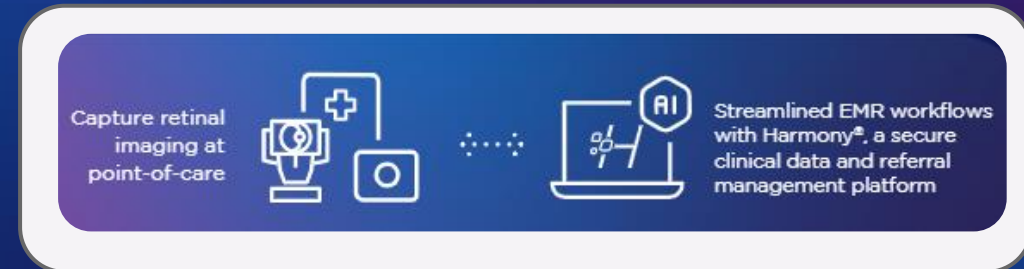 Capture retinal
imaging at
point-of-care
AI
Streamlined EMR workflows
with Harmony®, a secure
clinical data and referral
management platform